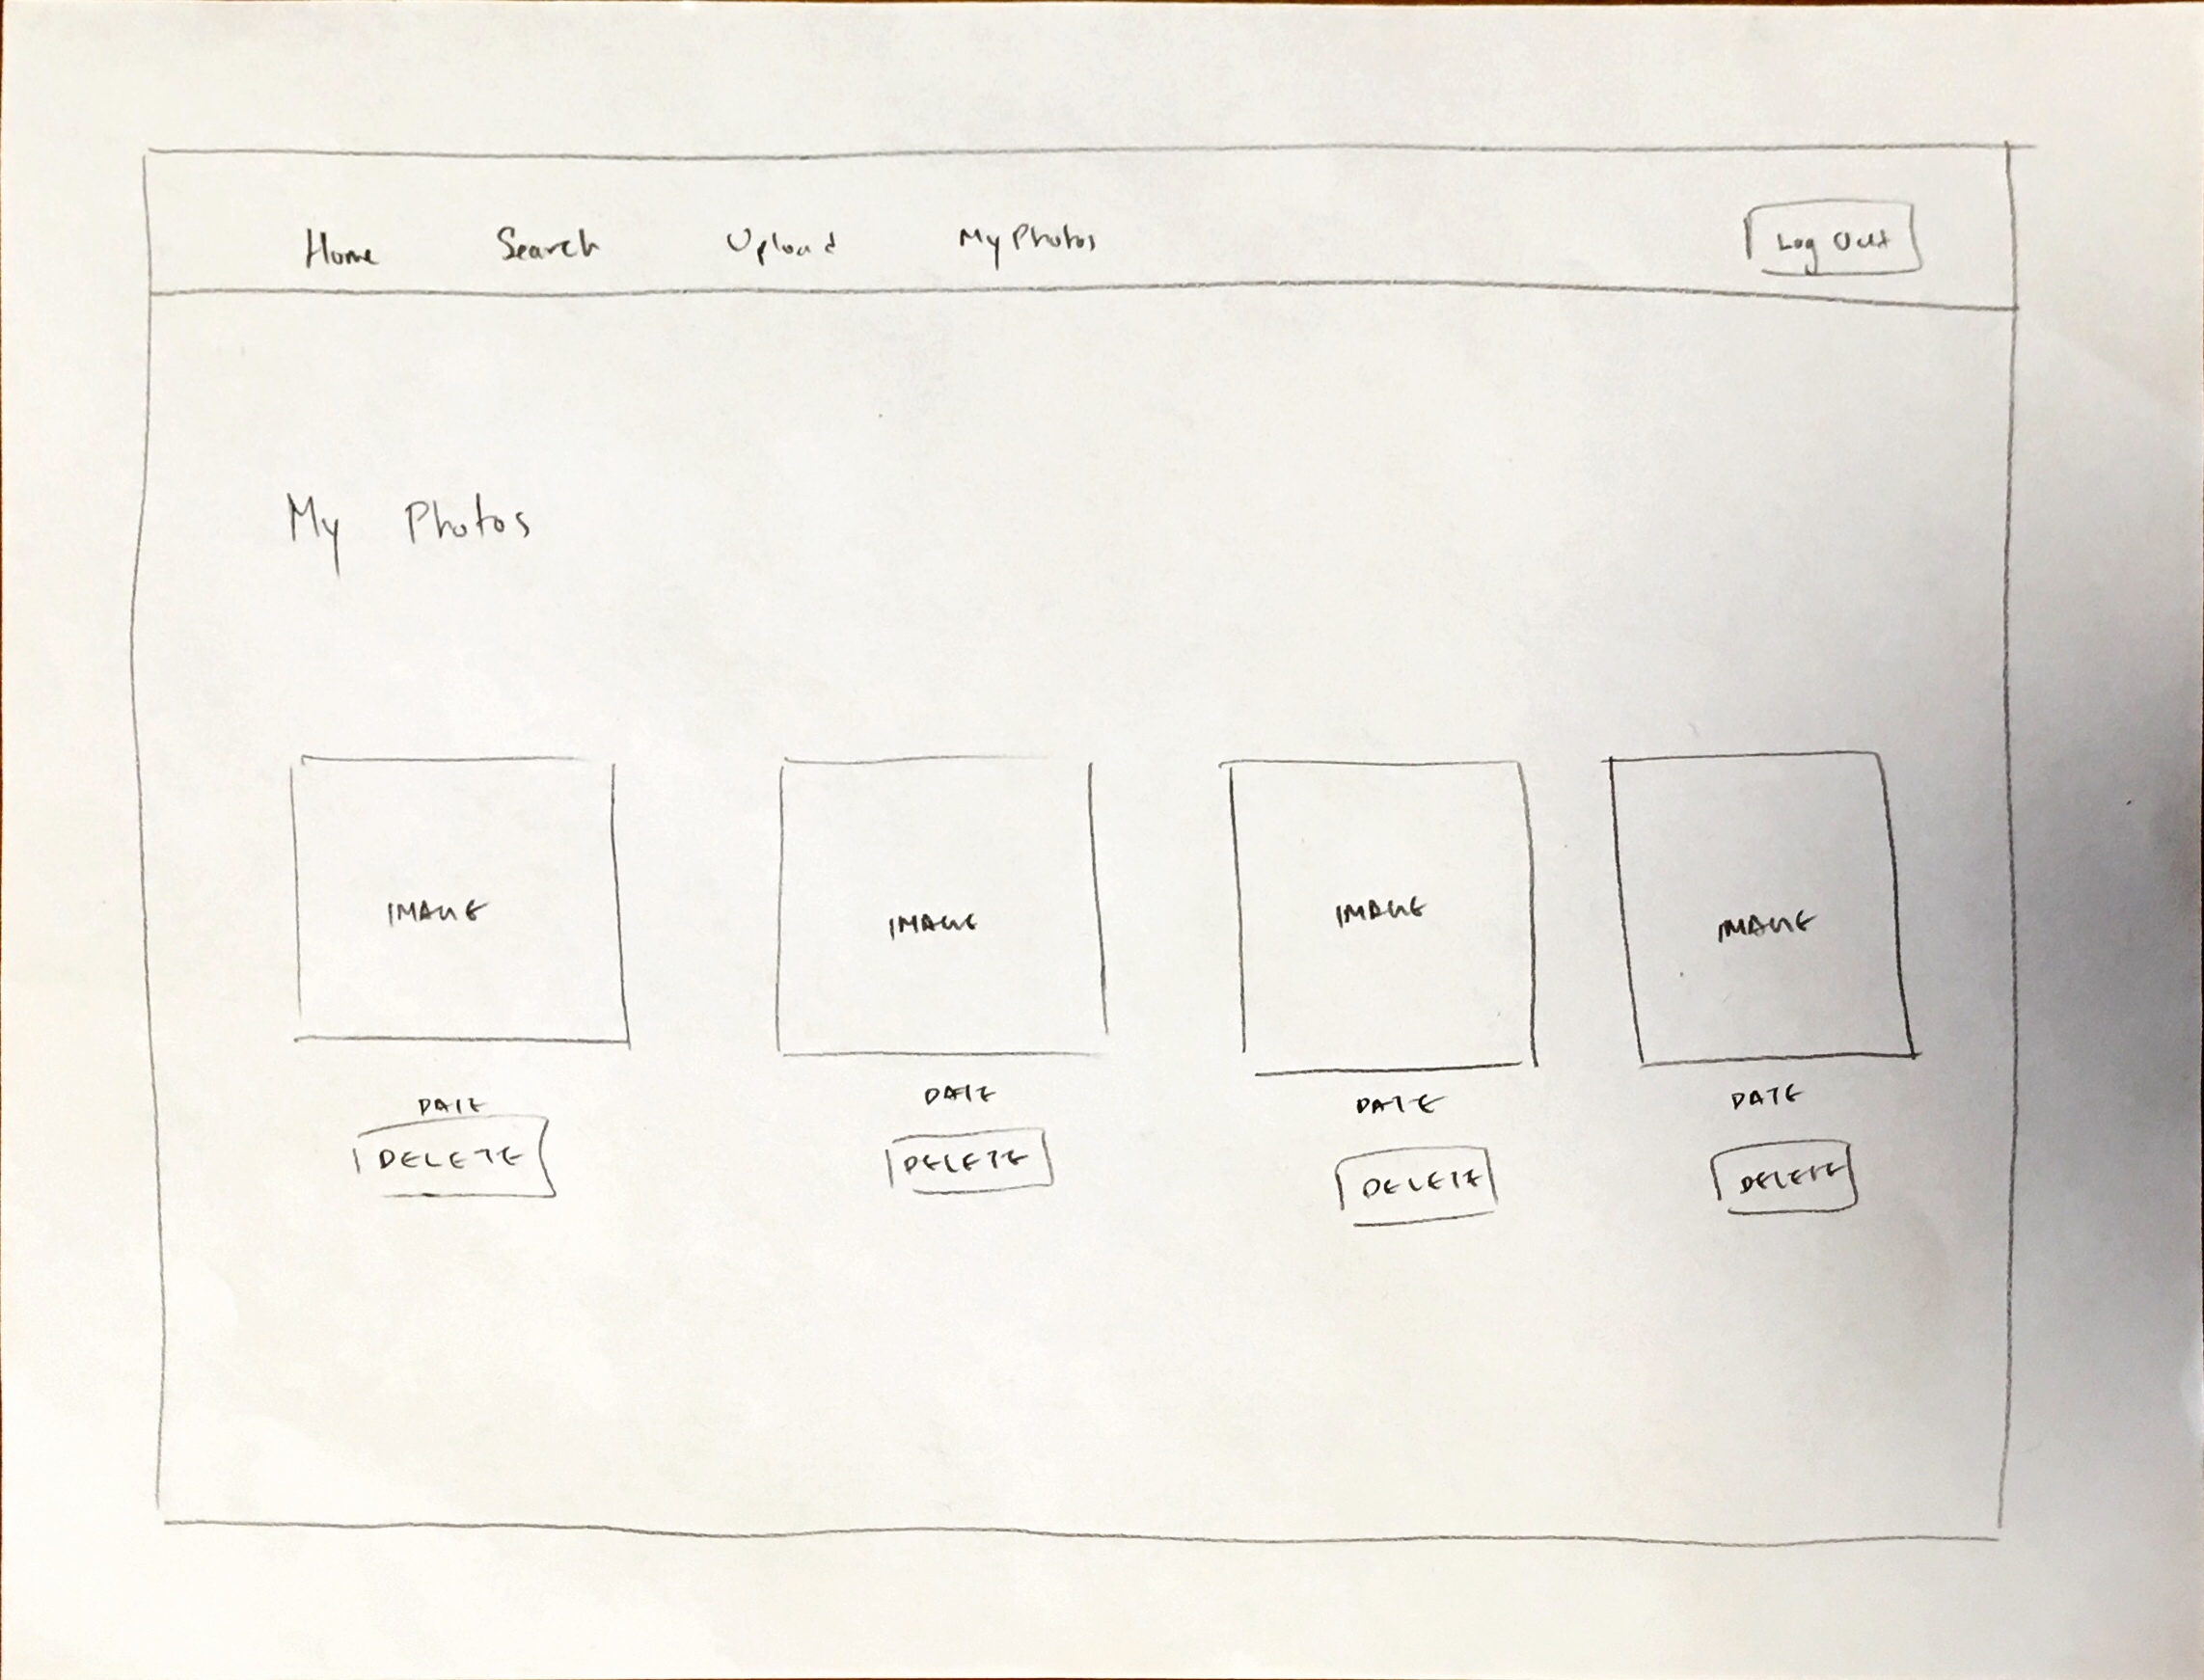 Home Search Upload My Photos Log Out
My Photos
IMAGE IMAGE IMAGE IMAGE
DATE DATE DATE DATE
DELETE DELETE DELETE DELETE